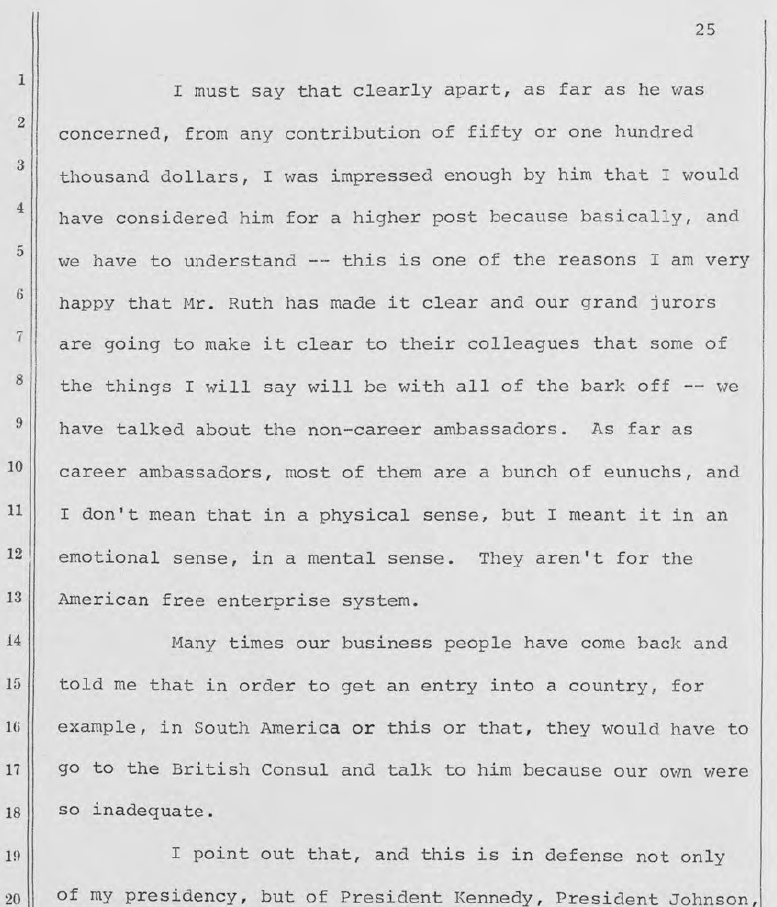 25
1 I must say that clearly apart, as far as he was
2 concerned, from any contribution of fifty or one hundred
3 thousand dollars, I was impressed enough by him that I would
4 have considered him for a higher post because basically, and
5 we have to understand -- this is one of the reasons I am very
6 happy that Mr. Ruth has made it clear and our grand jurors
7 are going to make it clear to their colleagues that some of
8 the things I will say will be with all of the bark off -- we
9 have talked about the non-career ambassadors. As far as
10 career ambassadors, most of them are a bunch of eunuchs, and
11 I don't mean that in a physical sense, but I meant it in an
12 emotional sense, in a mental sense. They aren't for the
13 American free enterprise system.
14 Many times our business people have come back and
15 told me that in order to get an entry into a country, for
16 example, in South America or this or that, they would have to
17 go to the British Consul and talk to him because our own were
18 so inadequate.
19 I point out that, and this is in defense not only
20 of my presidency, but of President Kennedy, President Johnson,